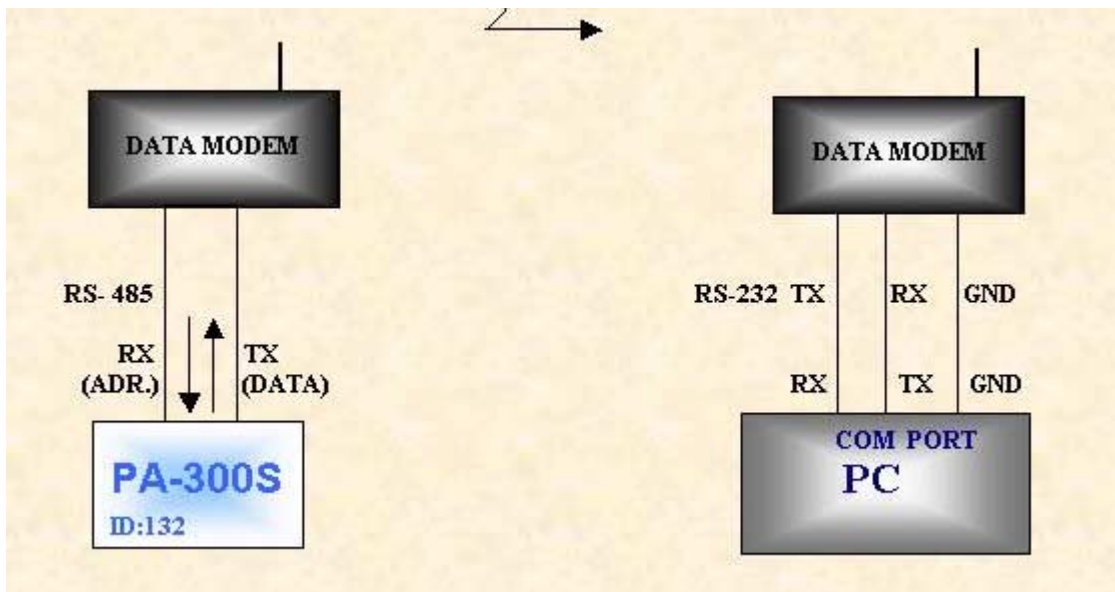 DATA MODEM
RS- 485
RX
(ADR.)
TX
(DATA)
PA-300S
ID:132
DATA MODEM
RS-232 TX RX GND
RX TX GND
COM PORT
PC